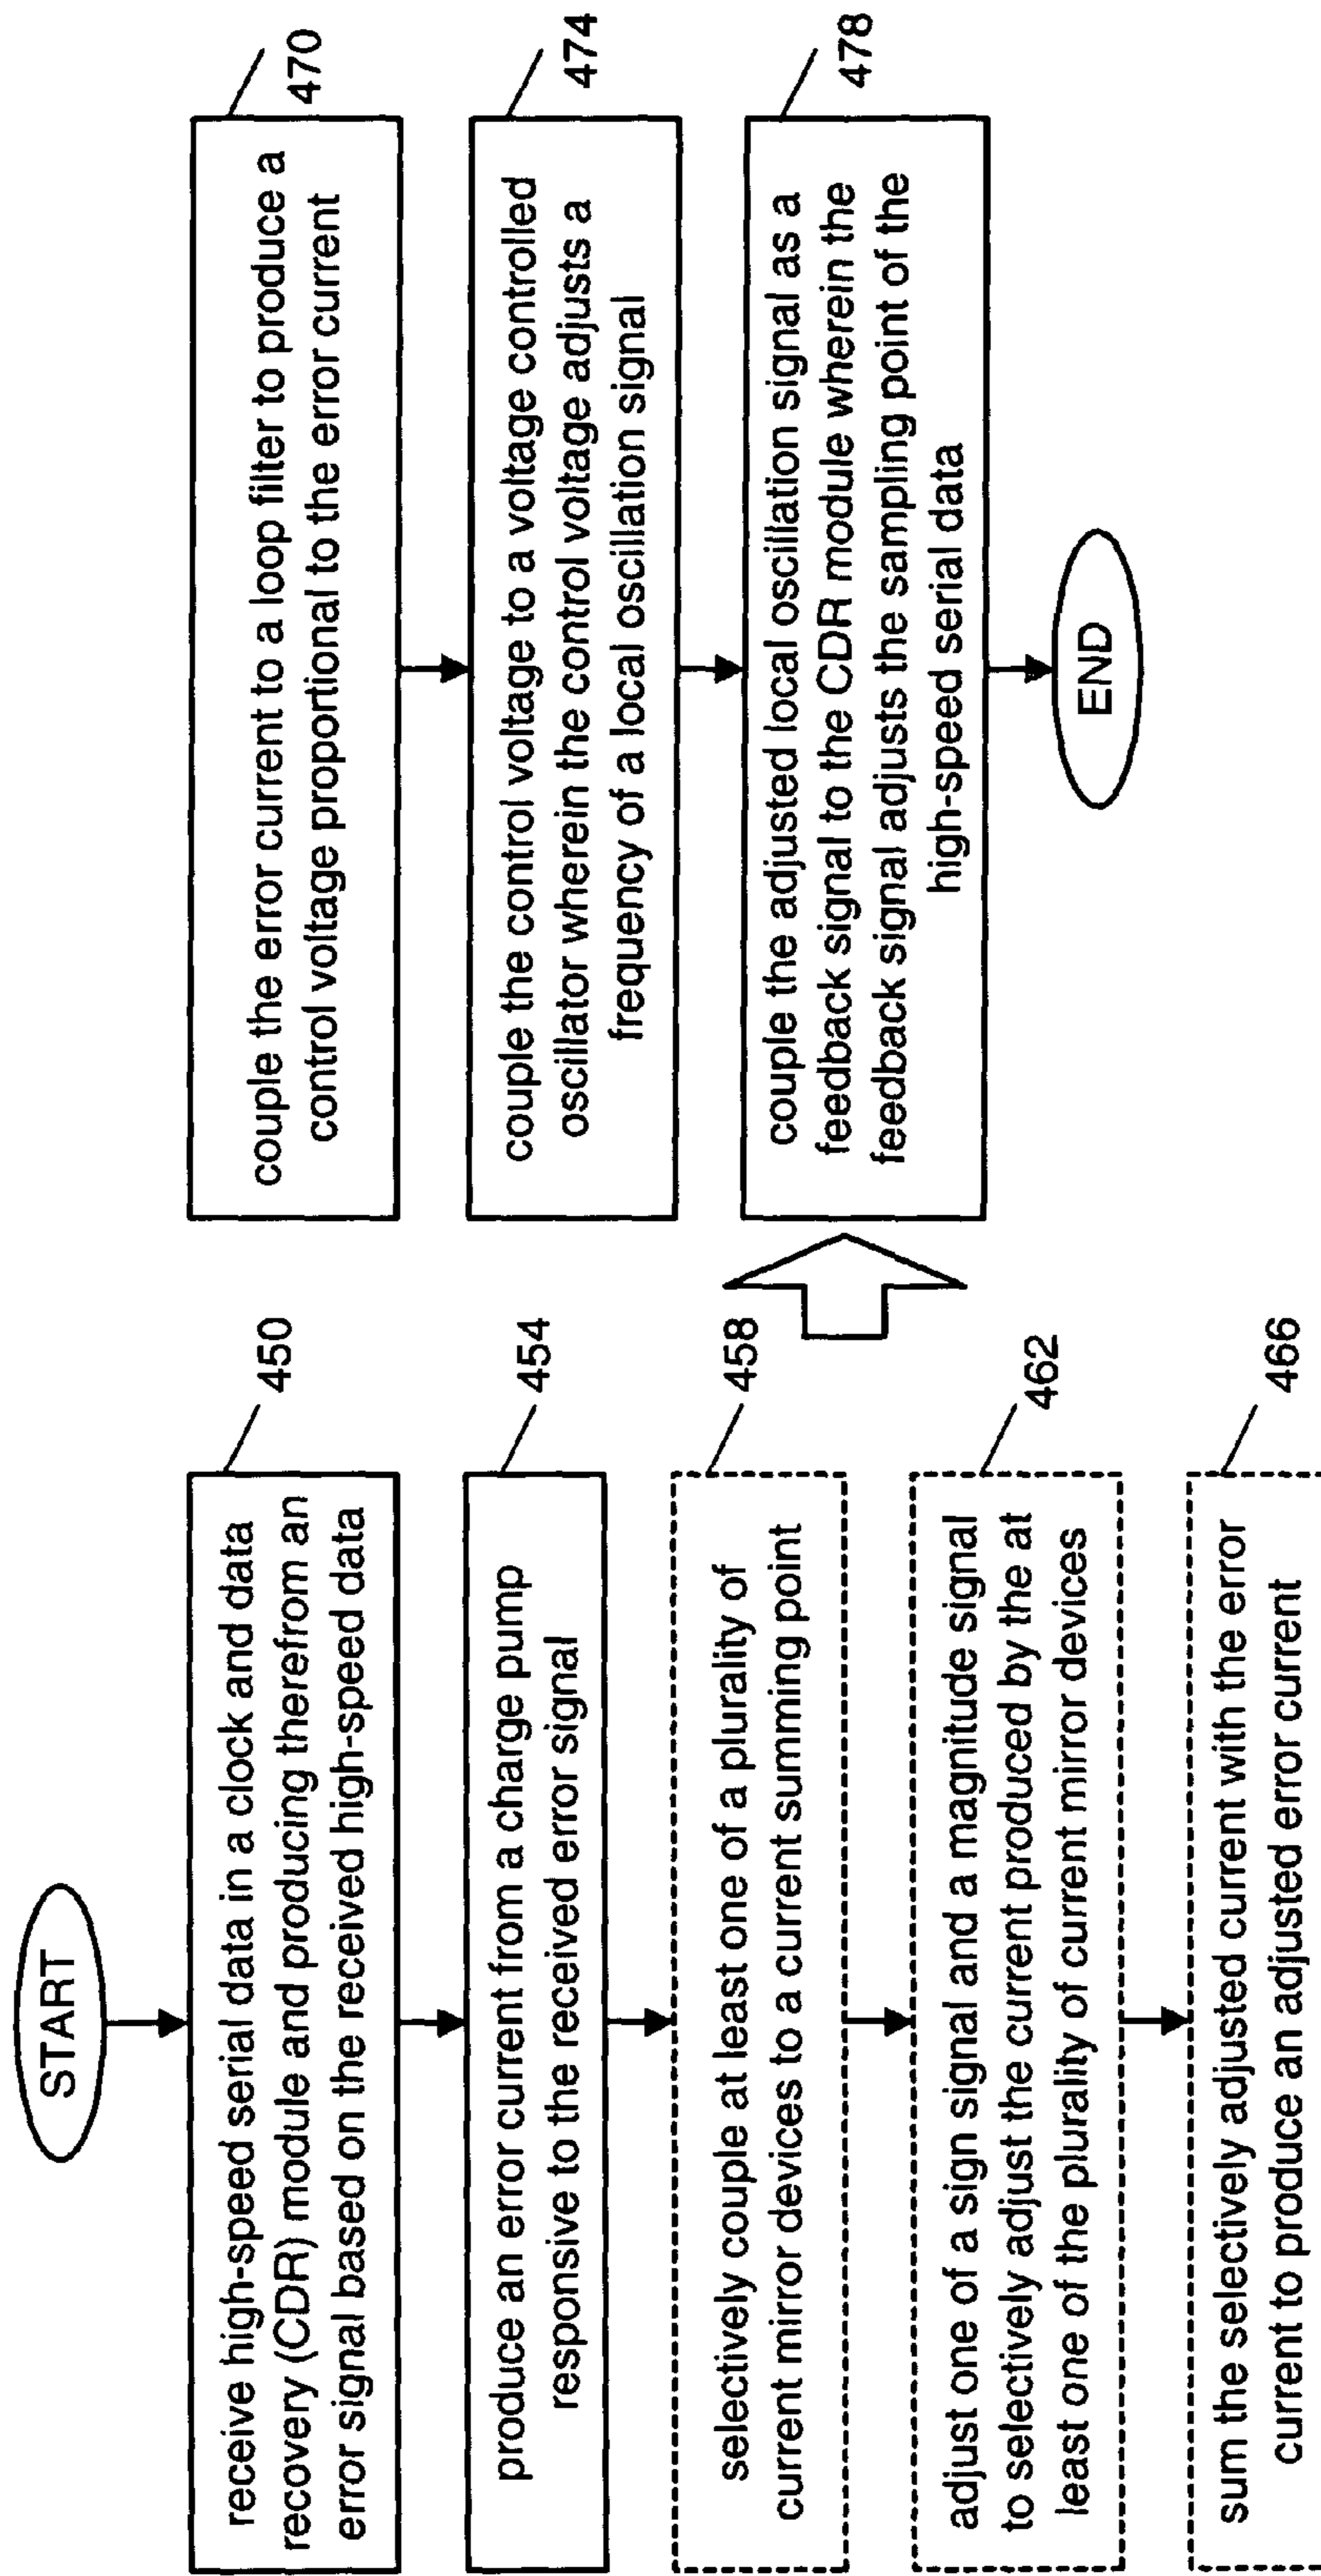 START
450
receive high-speed serial data in a clock and data
recovery (CDR) module and producing therefrom an
error signal based on the received high-speed data
454
produce an error current from a charge pump
responsive to the received error signal
458
selectively couple at least one of a plurality of
current mirror devices to a current summing point
462
adjust one of a sign signal and a magnitude signal
to selectively adjust the current produced by the at
least one of the plurality of current mirror devices
466
sum the selectively adjusted current with the error
current to produce an adjusted error current
470
couple the error current to a loop filter to produce a
control voltage proportional to the error current
474
couple the control voltage to a voltage controlled
oscillator wherein the control voltage adjusts a
frequency of a local oscillation signal
478
couple the adjusted local oscillation signal as a
feedback signal to the CDR module wherein the
feedback signal adjusts the sampling point of the
high-speed serial data
END